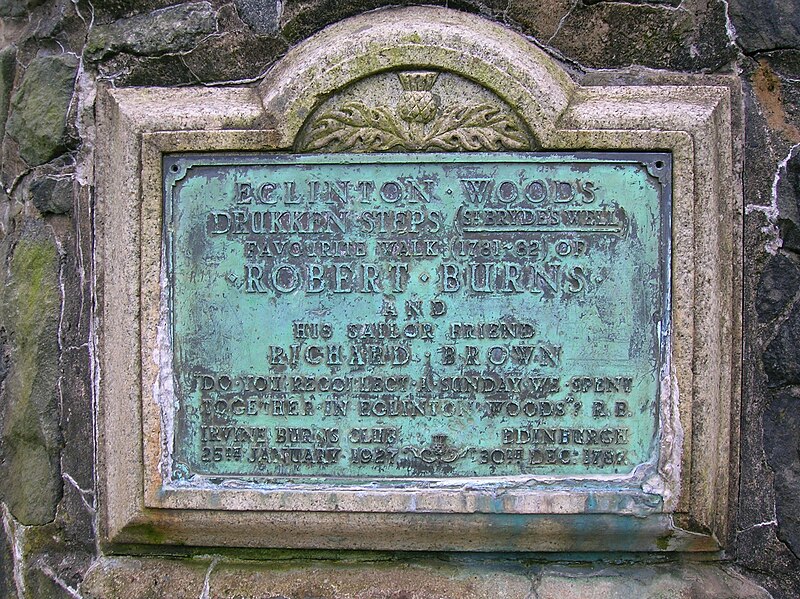 EGLINTON · WOODS
DRUKKEN STEPS (ST BRYDES WELL)
FAVOURITE WALK (1781-82) OF
· ROBERT · BURNS ·
AND
HIS SAILOR FRIEND
RICHARD · BROWN
"DO · YOU · RECOLLECT · A · SUNDAY · WE · SPENT
TOGETHER · IN · EGLINTON · WOODS"? R.B.
IRVINE BURNS CLUB EDINBURGH
25TH JANUARY 1927 30TH DEC. 1787